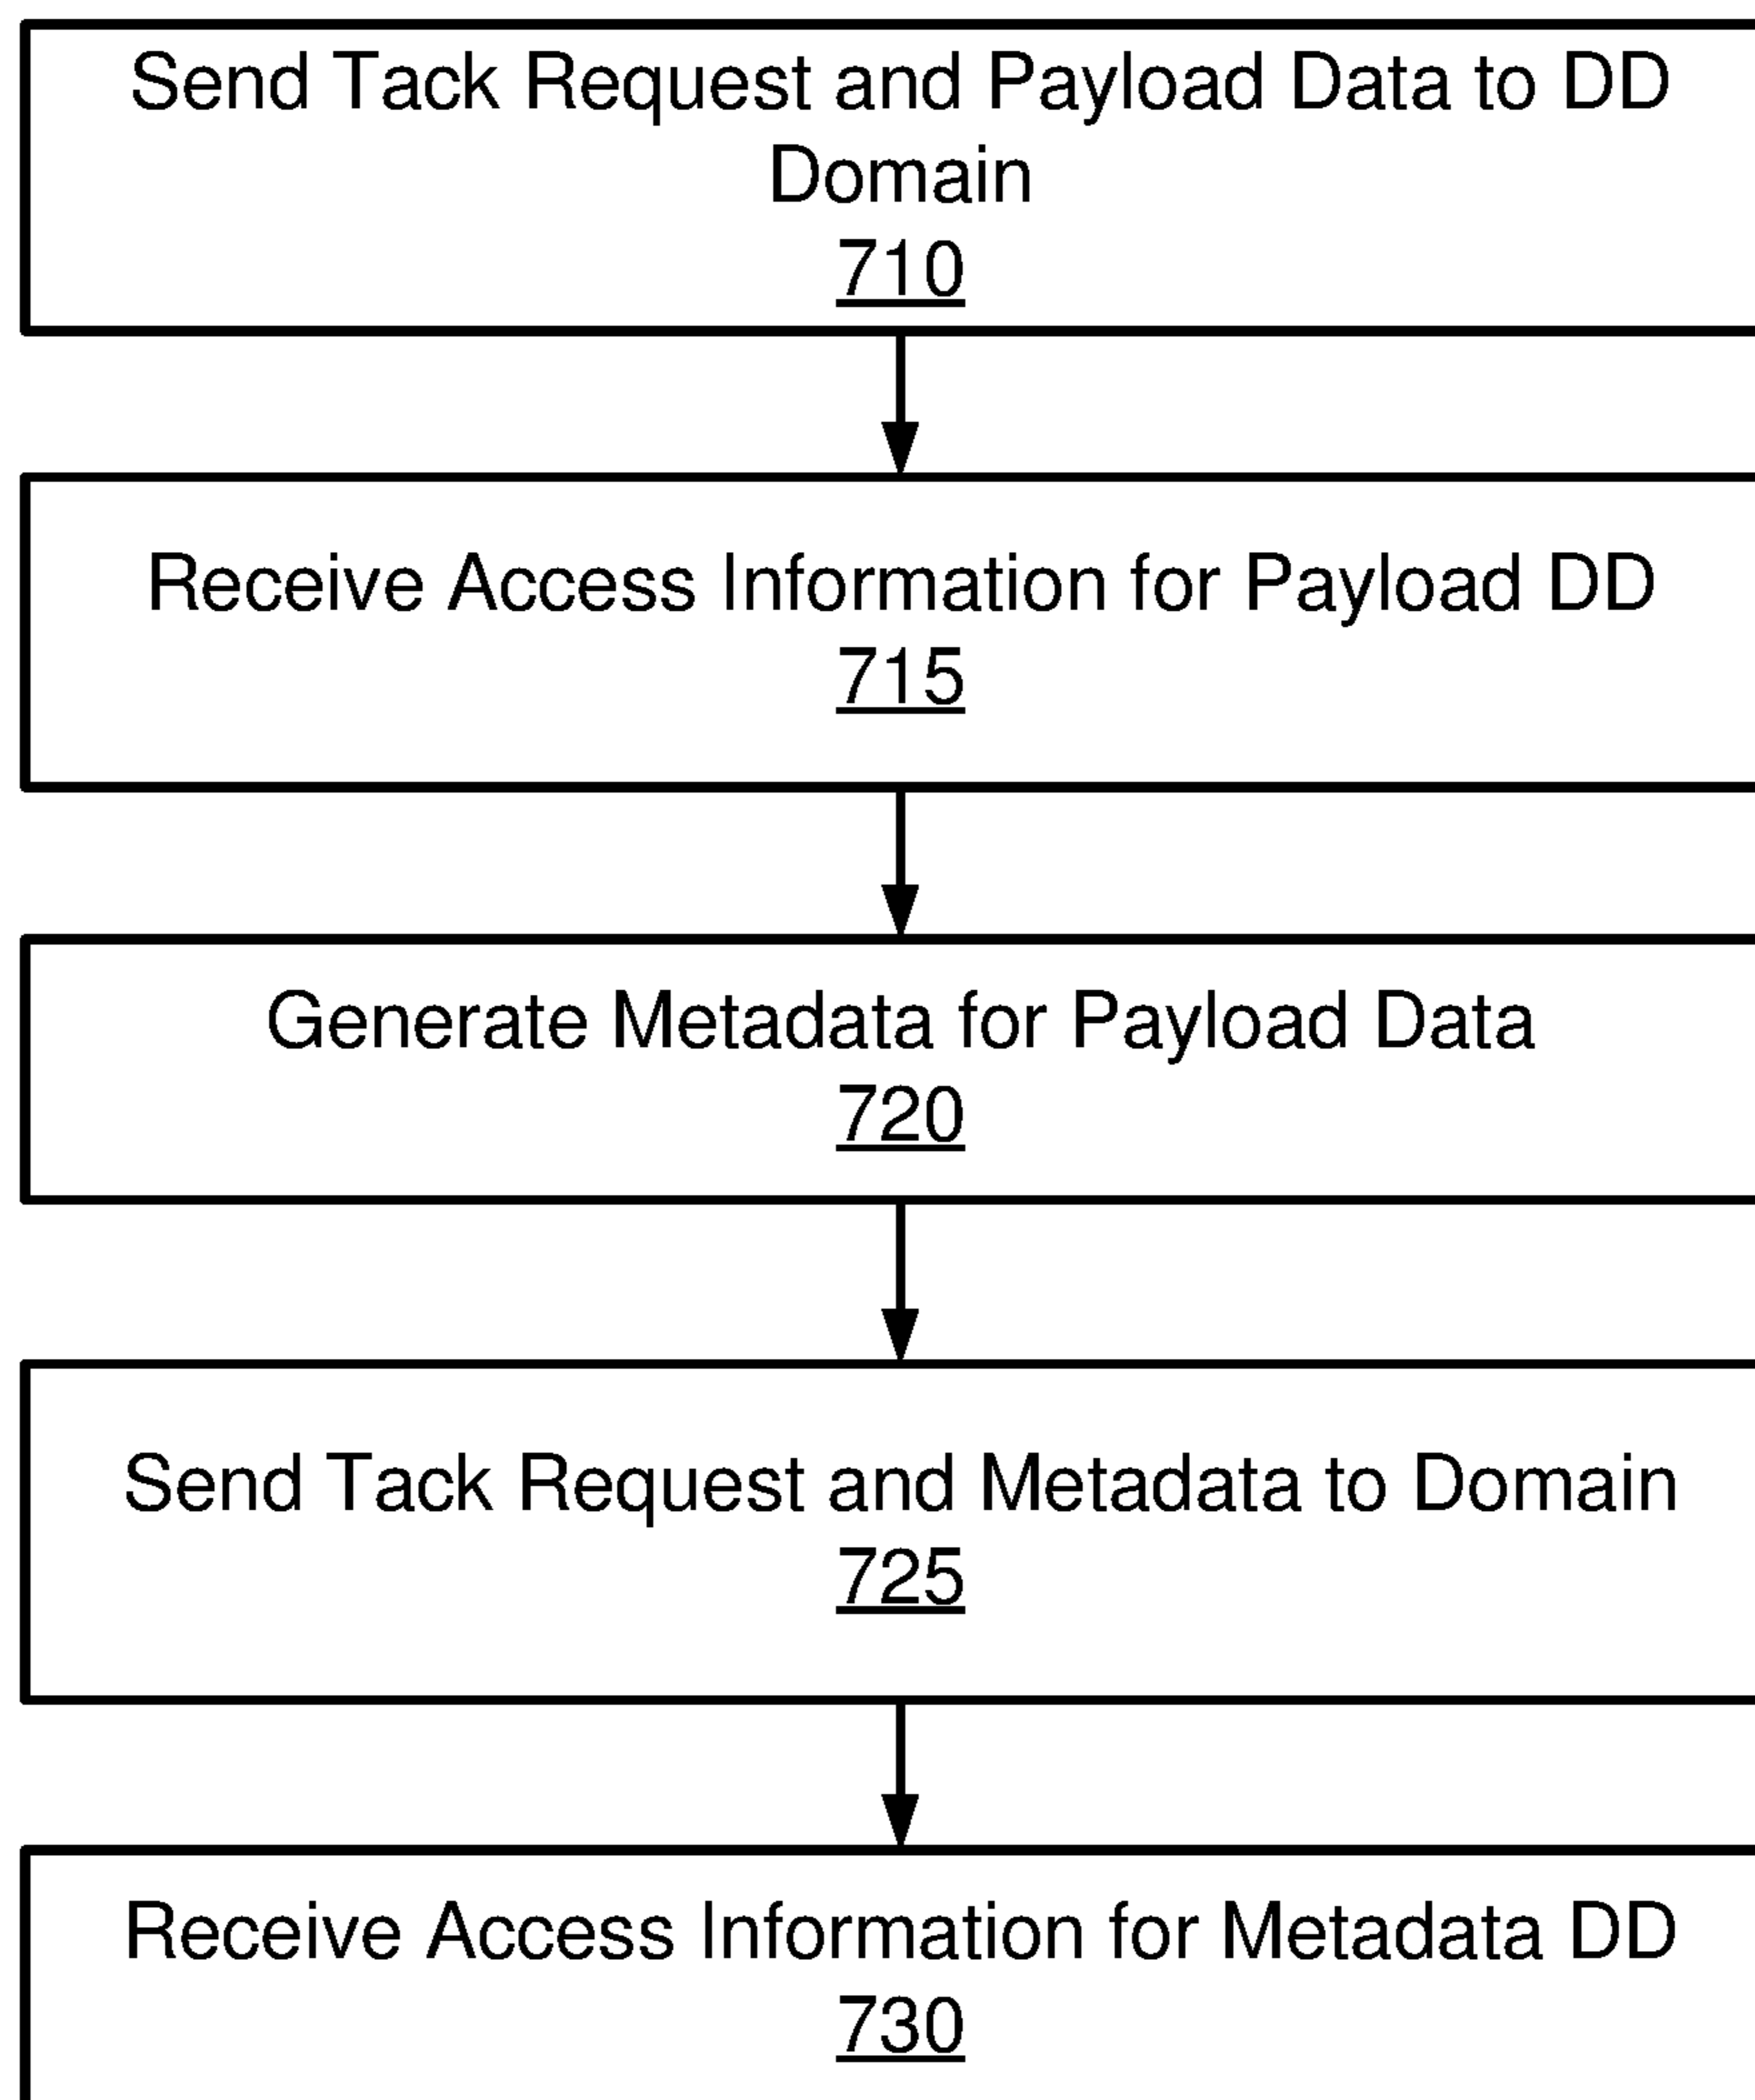 Send Tack Request and Payload Data to DD
Domain
710
Receive Access Information for Payload DD
715
Generate Metadata for Payload Data
720
Send Tack Request and Metadata to Domain
725
Receive Access Information for Metadata DD
730